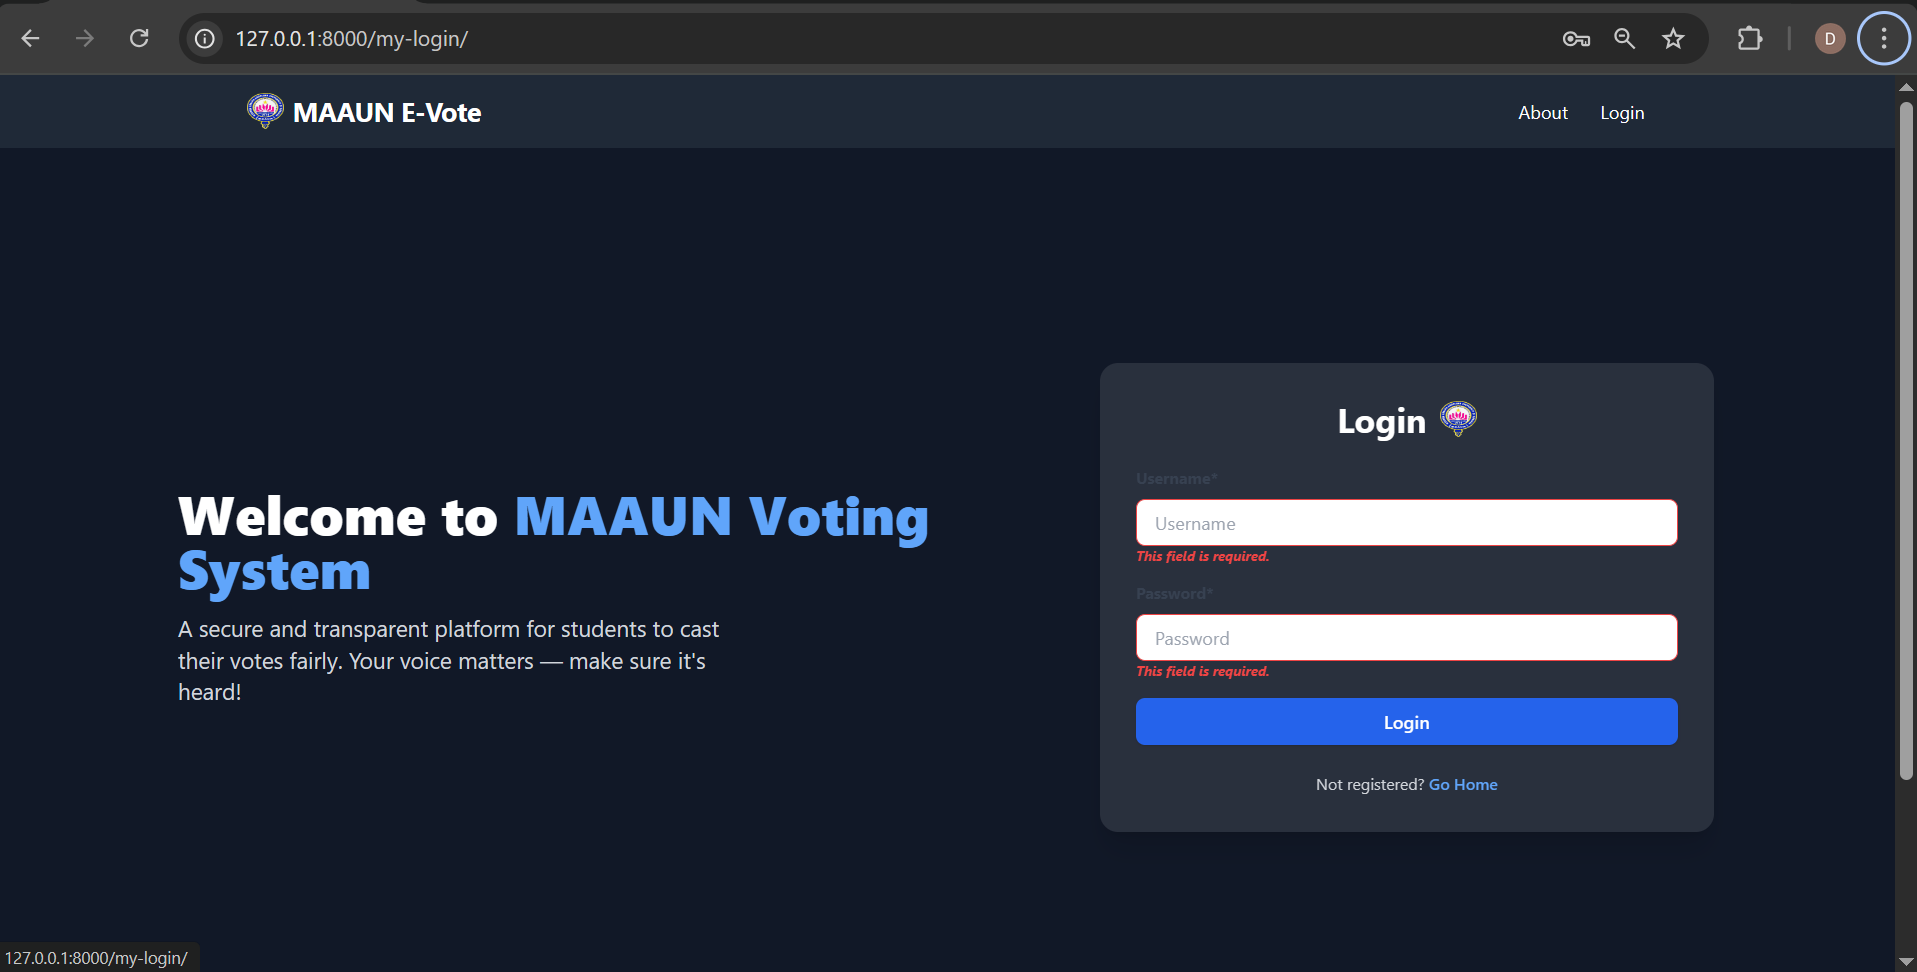 127.0.0.1:8000/my-login/
D
MAAUN E-Vote
About
Login
Login
Welcome to MAAUN Voting
System
A secure and transparent platform for students to cast
their votes fairly. Your voice matters — make sure it's
heard!
Username*
Username
This field is required.
Password*
Password
This field is required.
Login
Not registered? Go Home
127.0.0.1:8000/my-login/